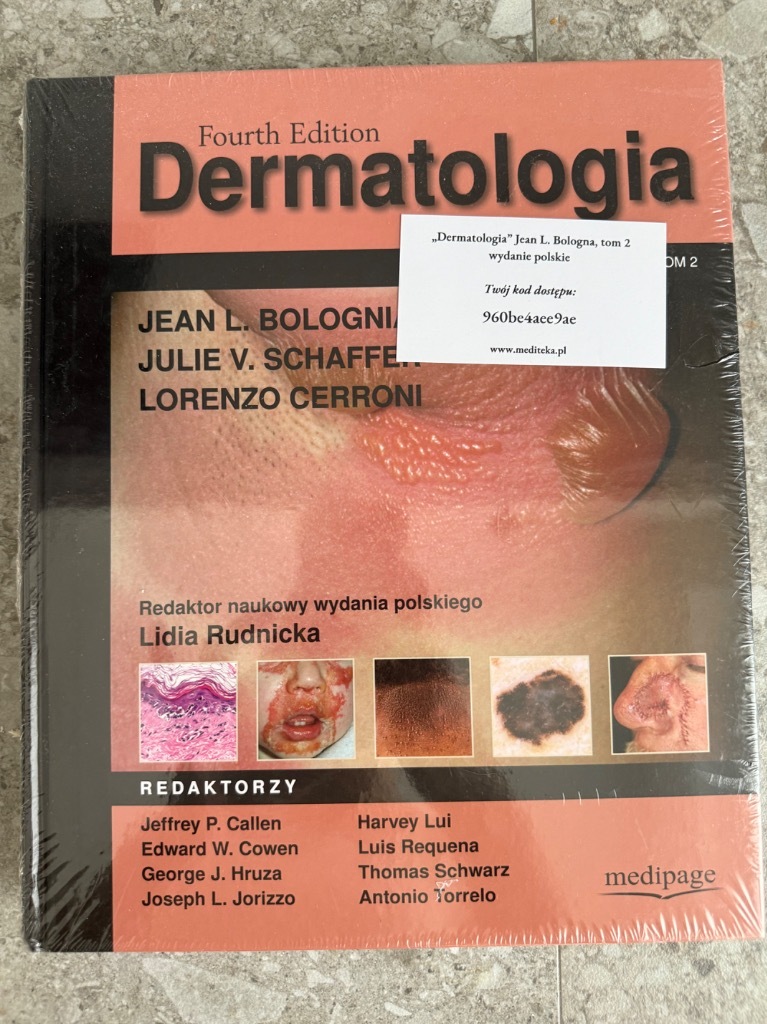 Fourth Edition
Dermatologia
„Dermatologia” Jean L. Bologna, tom 2
wydanie polskie
Twój kod dostępu:
960be4aee9ae
www.mediteka.pl
OM 2
JEAN L. BOLOGNIA
JULIE V. SCHAFFER
LORENZO CERRONI
Redaktor naukowy wydania polskiego
Lidia Rudnicka
REDAKTORZY
Jeffrey P. Callen
Edward W. Cowen
George J. Hruza
Joseph L. Jorizzo
Harvey Lui
Luis Requena
Thomas Schwarz
Antonio Torrelo
medipage